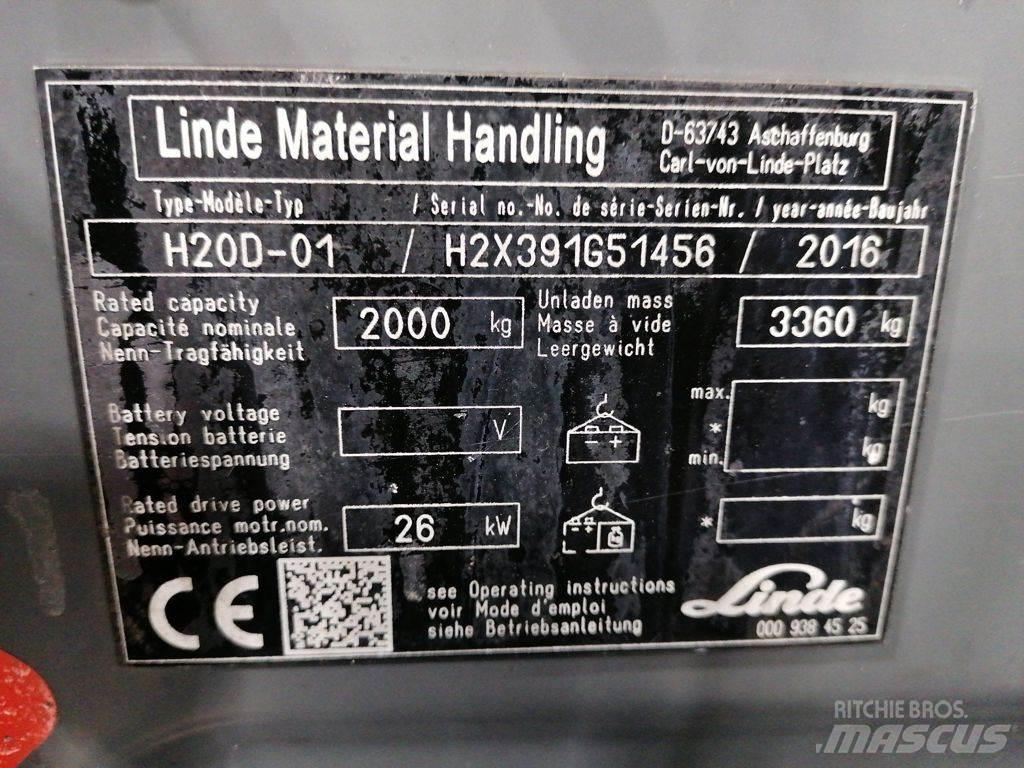 Linde Material Handling
D-63743 Aschaffenburg
Carl-von-Linde-Platz
Type-Modèle-Typ / Serial no.-No. de série-Serien-Nr. / year-année-Baujahr
H20D-01 / H2X391G51456 / 2016
Rated capacity
Capacité nominale
Nenn-Tragfähigkeit
2000 kg
Unladen mass
Masse à vide
Leergewicht
3360 kg
Battery voltage
Tension batterie
Batteriespannung
V
- +
max.
*
min.
kg
kg
Rated drive power
Puissance motr.nom.
Nenn-Antriebsleist.
26 kW
- +
*
kg
CE
see Operating instructions
voir Mode d'emploi
siehe Betriebsanleitung
Linde
000 938 45 25
RITCHIE BROS.
MASCUS